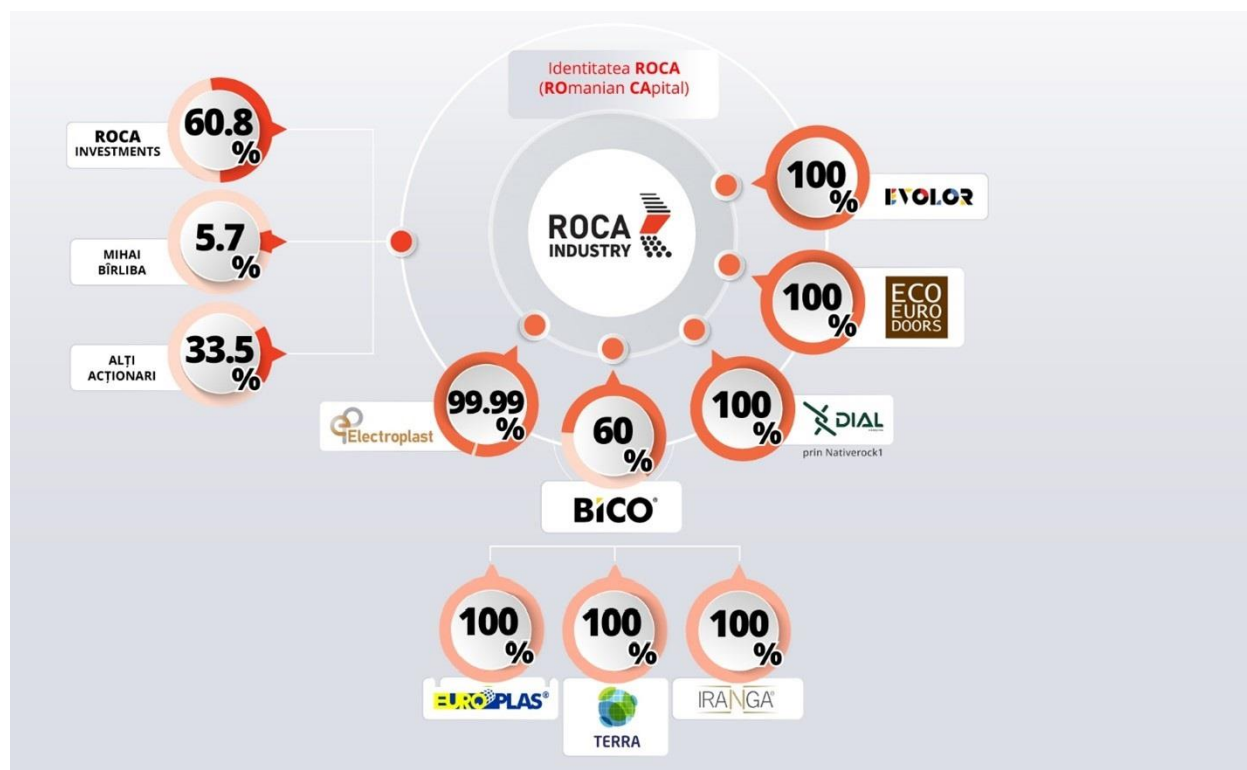 Identitatea ROCA
(ROmanian CApital)
ROCA
INVESTMENTS
60.8
%
MIHAI
BÎRLIBA
5.7
%
ALȚI
ACȚIONARI
33.5
%
ROCA
INDUSTRY
100
%
EVOLOR
100
%
ECO
EURO
DOORS
Electroplast
99.99
%
60
%
BiCO®
100
%
DIAL
prin Nativerock1
100
%
EUROPLAS®
100
%
TERRA
100
%
IRANGA®